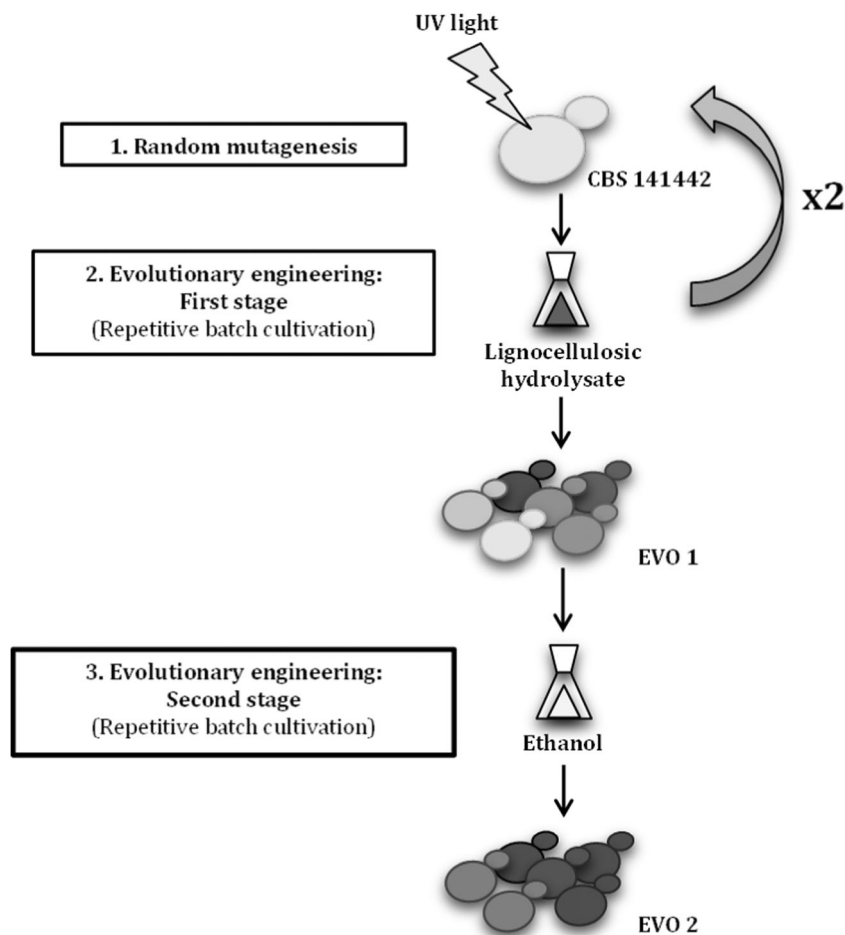 UV light
1. Random mutagenesis
CBS 141442
x2
2. Evolutionary engineering:
First stage
(Repetitive batch cultivation)
Lignocellulosic
hydrolysate
EVO 1
3. Evolutionary engineering:
Second stage
(Repetitive batch cultivation)
Ethanol
EVO 2